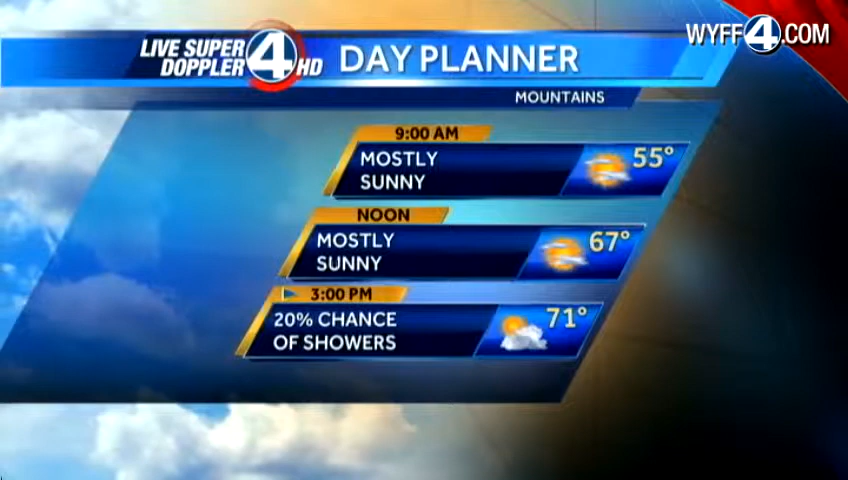 WYFF4.COM
LIVE SUPER
DOPPLER 4 HD
DAY PLANNER
MOUNTAINS
9:00 AM
MOSTLY
SUNNY
55°
NOON
MOSTLY
SUNNY
67°
3:00 PM
20% CHANCE
OF SHOWERS
71°